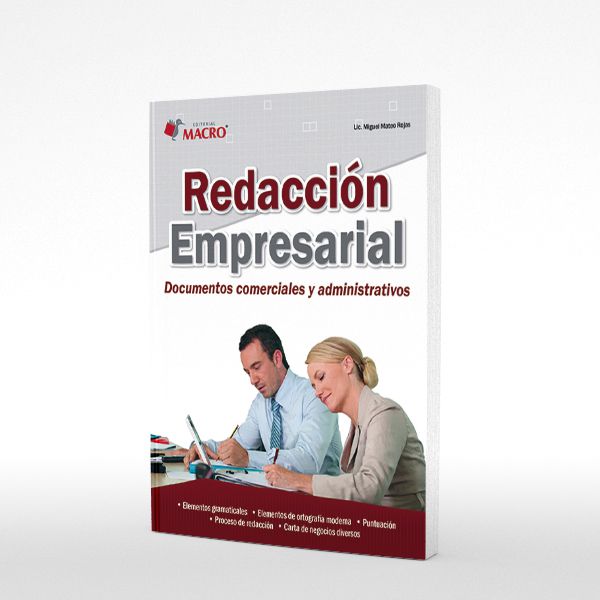 EDITORIAL
MACRO®
Lic. Miguel Mateo Rojas
Redacción
Empresarial
Documentos comerciales y administrativos
• Elementos gramaticales • Elementos de ortografía moderna • Puntuación
• Proceso de redacción • Carta de negocios diversos